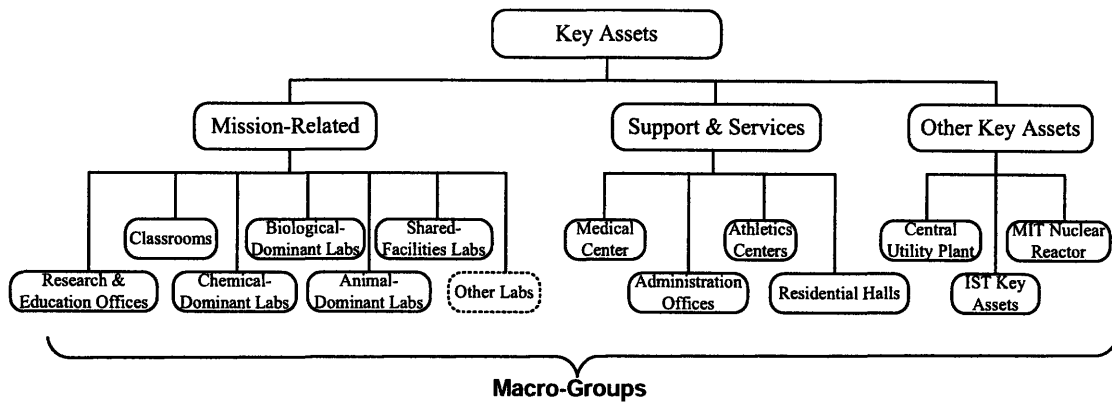 Key Assets
Mission-Related
Support & Services
Other Key Assets
Classrooms
Biological-
Dominant Labs
Shared-
Facilities Labs
Medical
Center
Athletics
Centers
Central
Utility Plant
MIT Nuclear
Reactor
Research &
Education Offices
Chemical-
Dominant Labs
Animal-
Dominant Labs
Other Labs
Administration
Offices
Residential Halls
IST Key
Assets
Macro-Groups